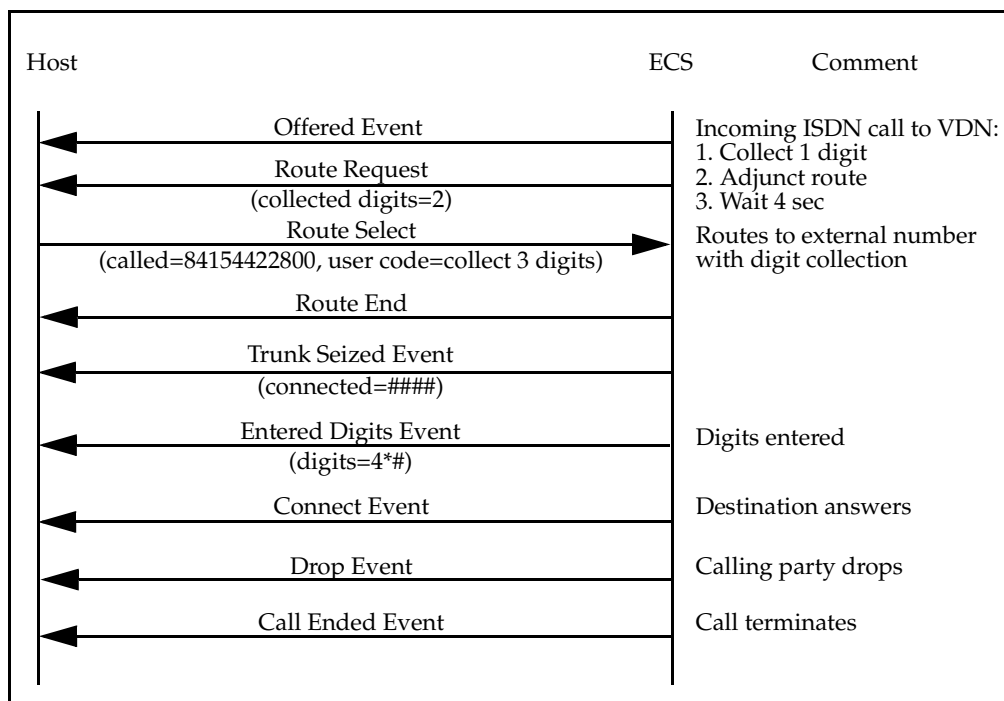 Host ECS Comment
Offered Event
Incoming ISDN call to VDN:
1. Collect 1 digit
Route Request
2. Adjunct route
(collected digits=2)
3. Wait 4 sec
Route Select
Routes to external number
(called=84154422800, user code=collect 3 digits)
with digit collection
Route End
Trunk Seized Event
(connected=####)
Entered Digits Event
Digits entered
(digits=4*#)
Connect Event
Destination answers
Drop Event
Calling party drops
Call Ended Event
Call terminates